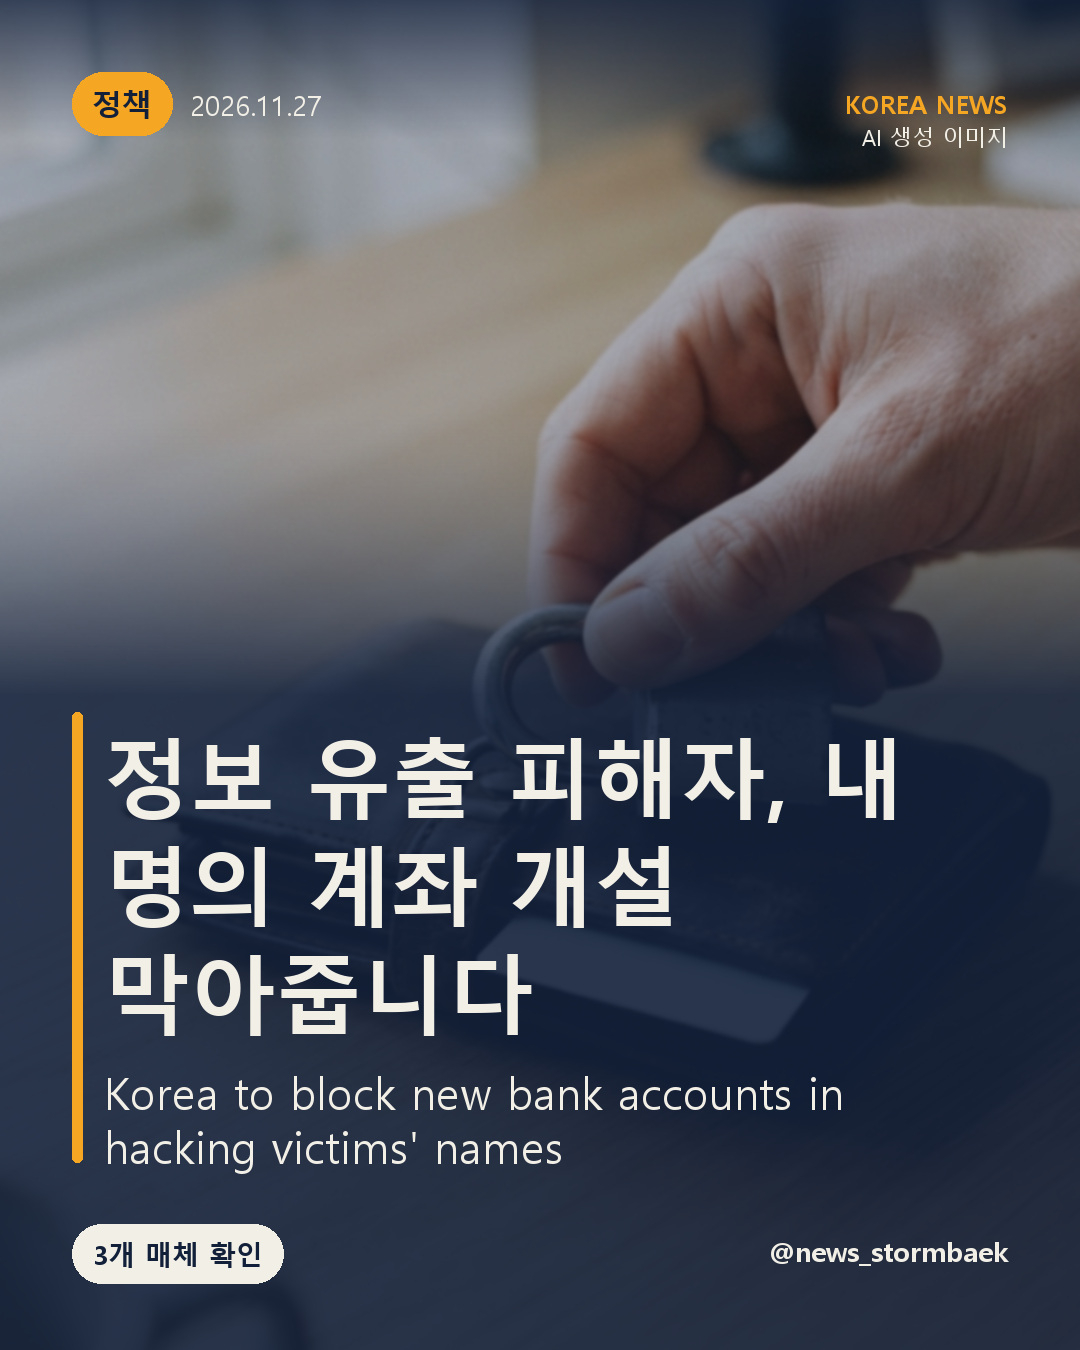 정책
2026.11.27
KOREA NEWS
AI 생성 이미지
정보 유출 피해자, 내
명의 계좌 개설
막아줍니다
Korea to block new bank accounts in
hacking victims' names
3개 매체 확인
@news_stormbaek